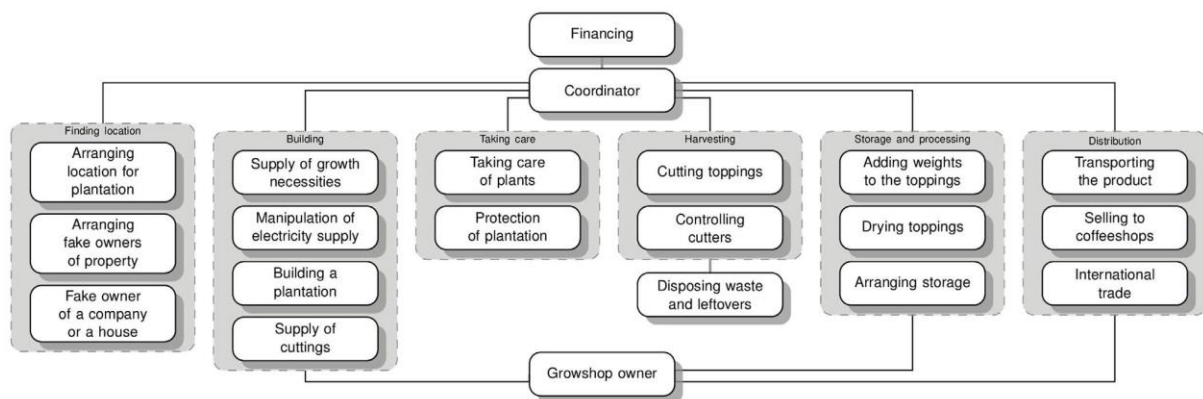 Financing
Coordinator
Finding location
Arranging
location for
plantation
Arranging
fake owners
of property
Fake owner
of a company
or a house
Building
Supply of growth
necessities
Manipulation of
electricity supply
Building a
plantation
Supply of
cuttings
Taking care
Taking care
of plants
Protection
of plantation
Harvesting
Cutting toppings
Controlling
cutters
Disposing waste
and leftovers
Storage and processing
Adding weights
to the toppings
Drying toppings
Arranging storage
Distribution
Transporting
the product
Selling to
coffeeshops
International
trade
Growshop owner